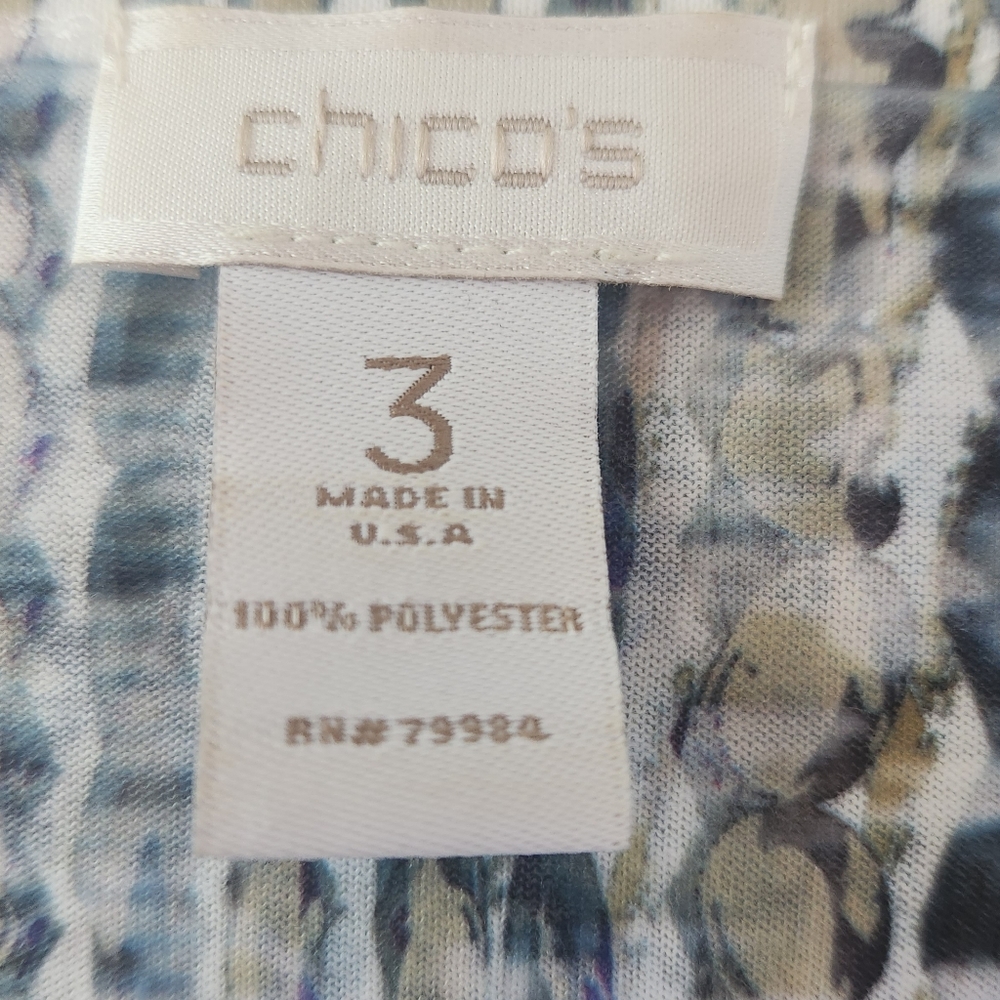 chico's
3
MADE IN
U.S.A
100% POLYESTER
RN# 79984